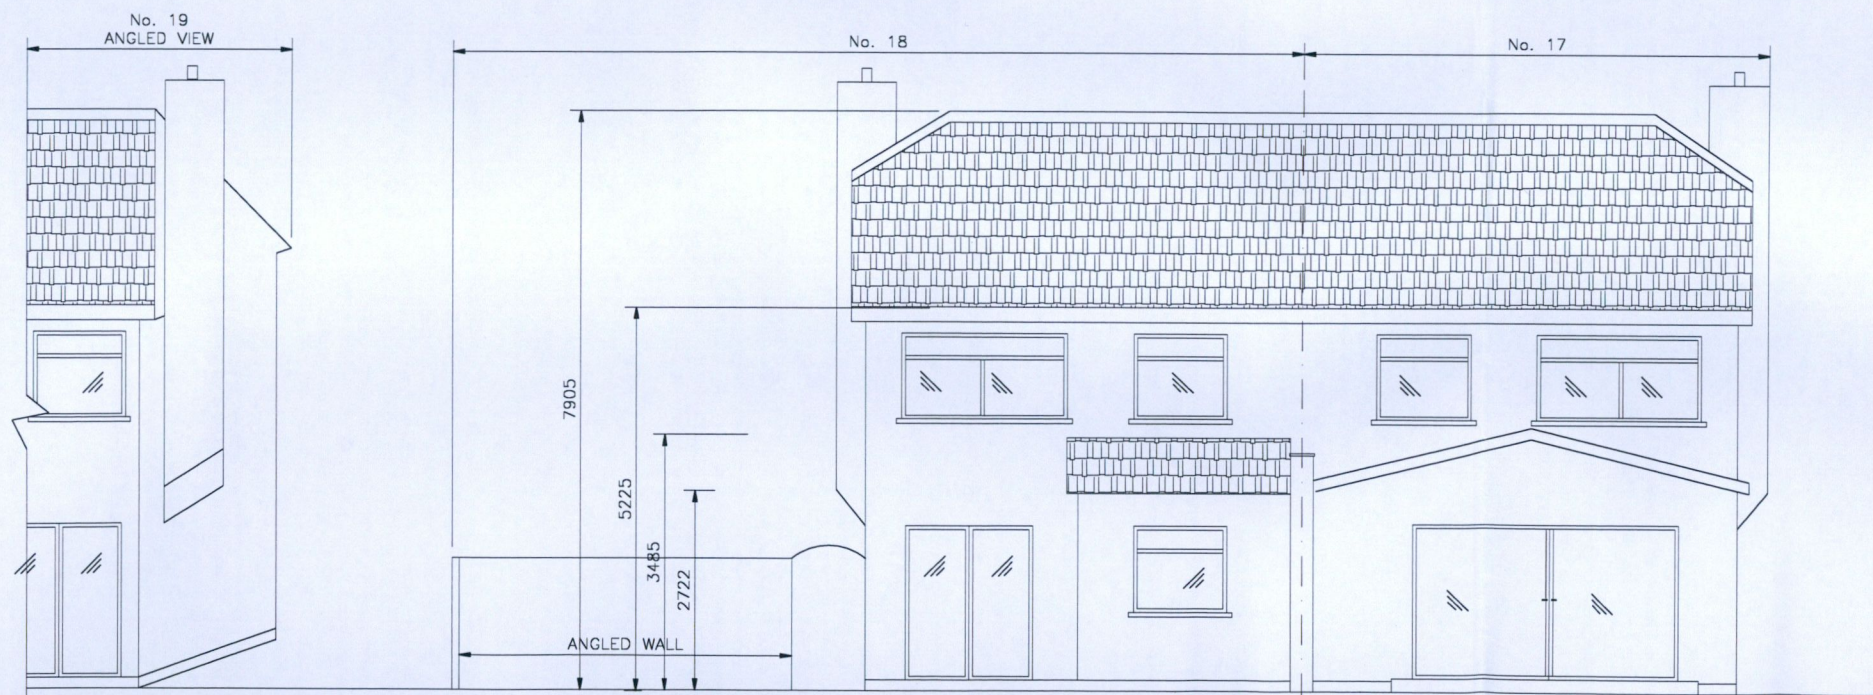 No. 19
ANGLED VIEW
No. 18
No. 17
7905
5225
3485
2722
ANGLED WALL